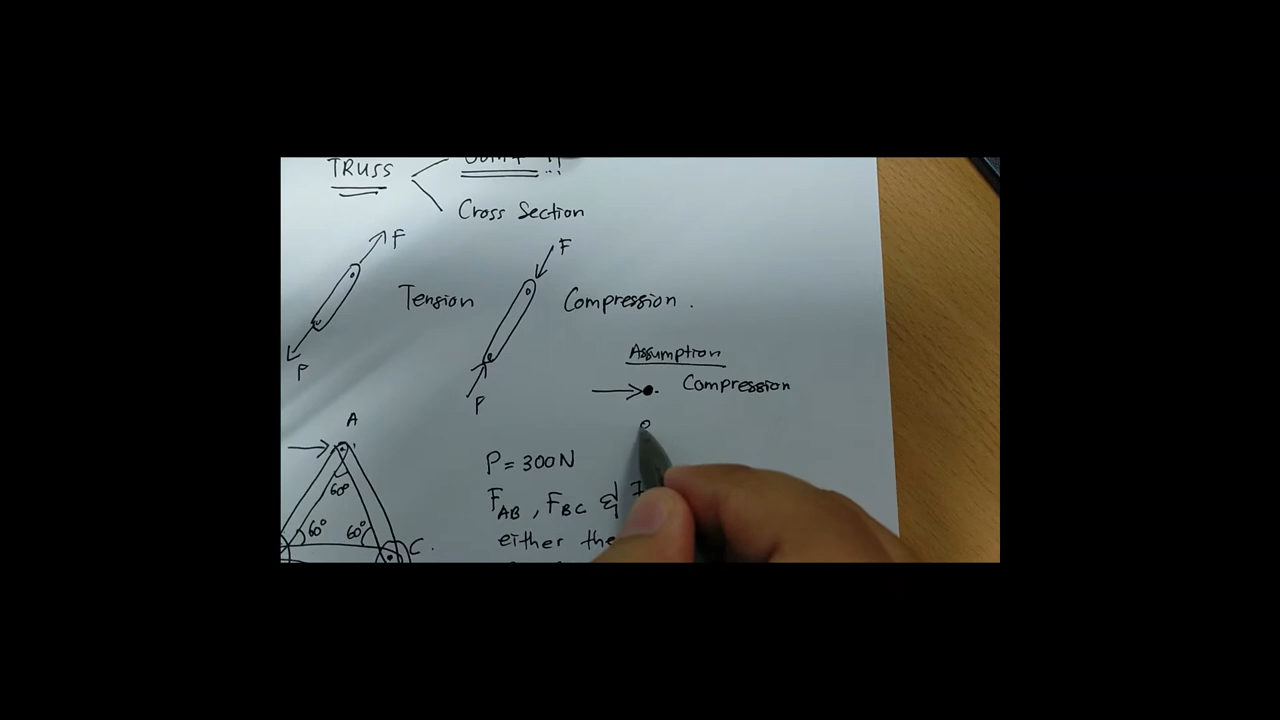 TRUSS
Cross Section
F
F
Tension
Compression .
P
P
Assumption
Compression
A
60°
60°
60°
C .
P = 300N
F_AB , F_BC &
either the